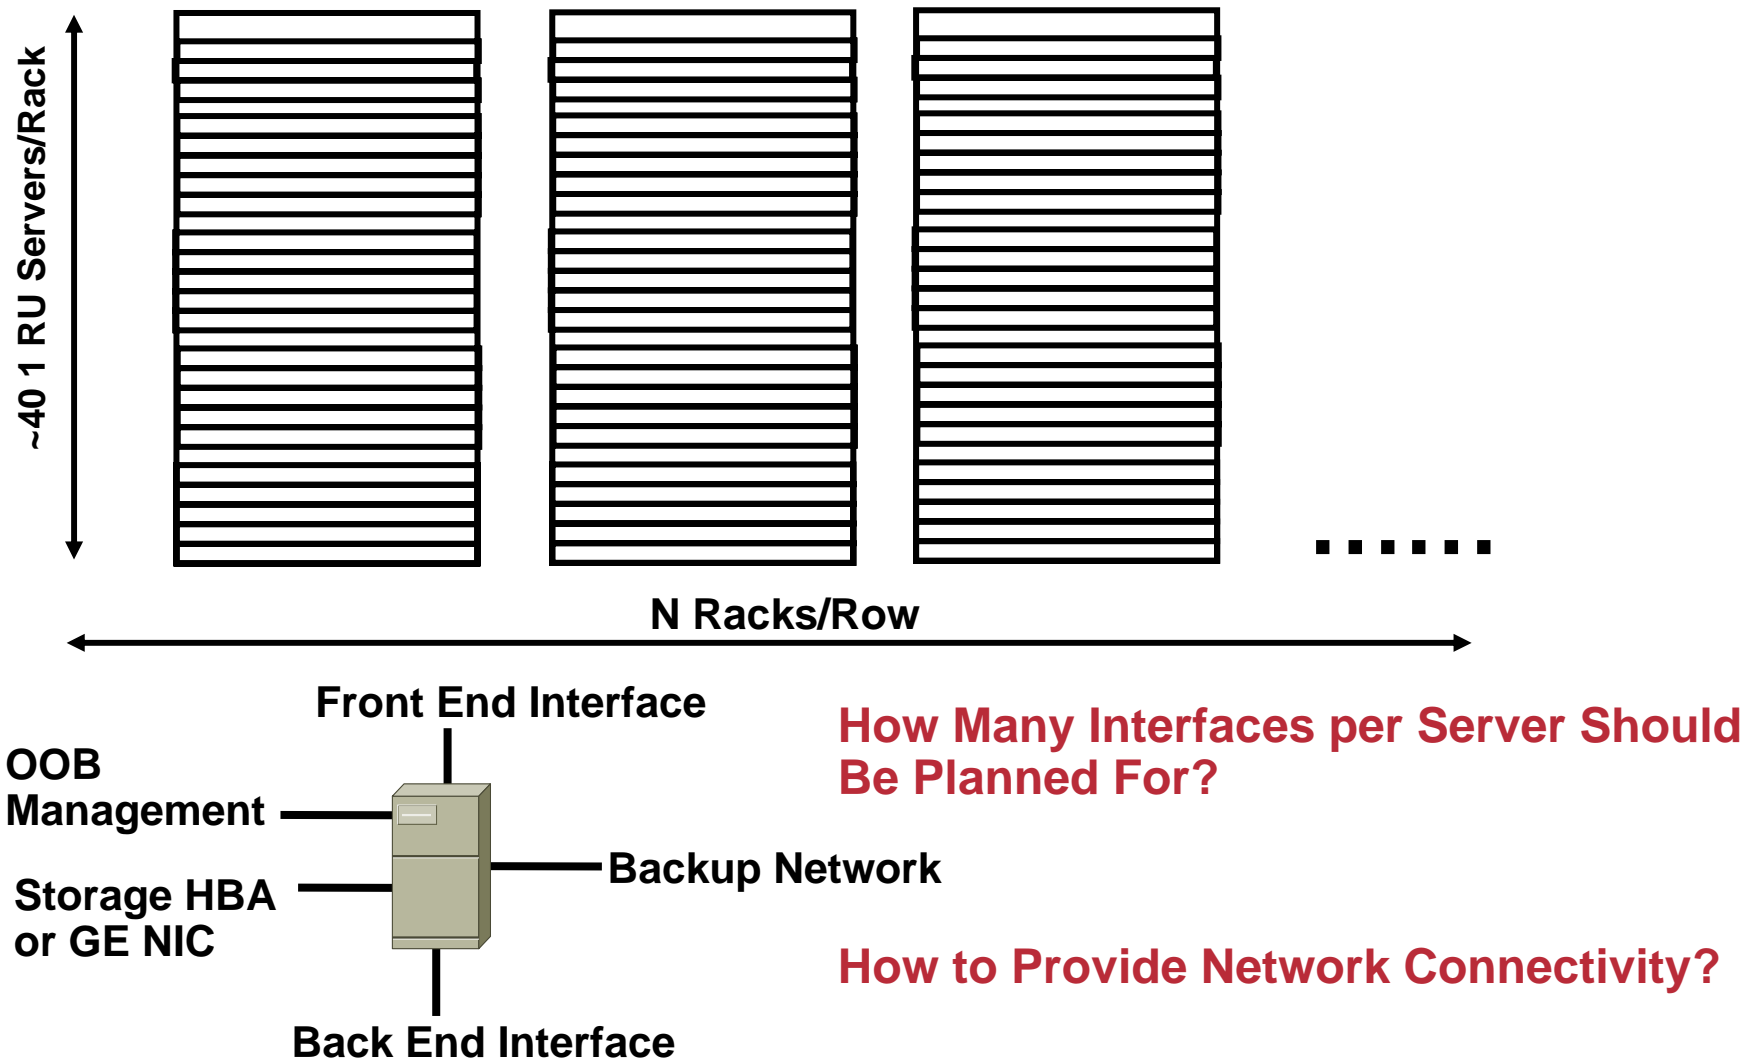 ~40 1 RU Servers/Rack
N Racks/Row
Front End Interface
OOB
Management
Storage HBA
or GE NIC
Backup Network
Back End Interface
How Many Interfaces per Server Should
Be Planned For?
How to Provide Network Connectivity?